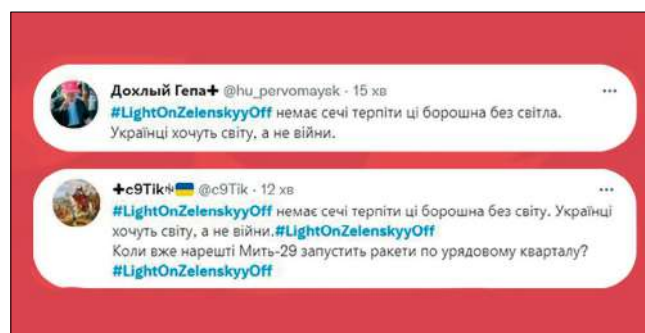 Дохлый Гепа✚ @hu_pervomaysk · 15 хв
#LightOnZelenskyyOff немає сечі терпіти ці борошна без світла.
Українці хочуть світу, а не війни.
✚c9Tik🇺🇦 @c9Tik · 12 хв
#LightOnZelenskyyOff немає сечі терпіти ці борошна без світу. Українці
хочуть світу, а не війни.#LightOnZelenskyyOff
Коли вже нарешті Мить-29 запустить ракети по урядовому кварталу?
#LightOnZelenskyyOff